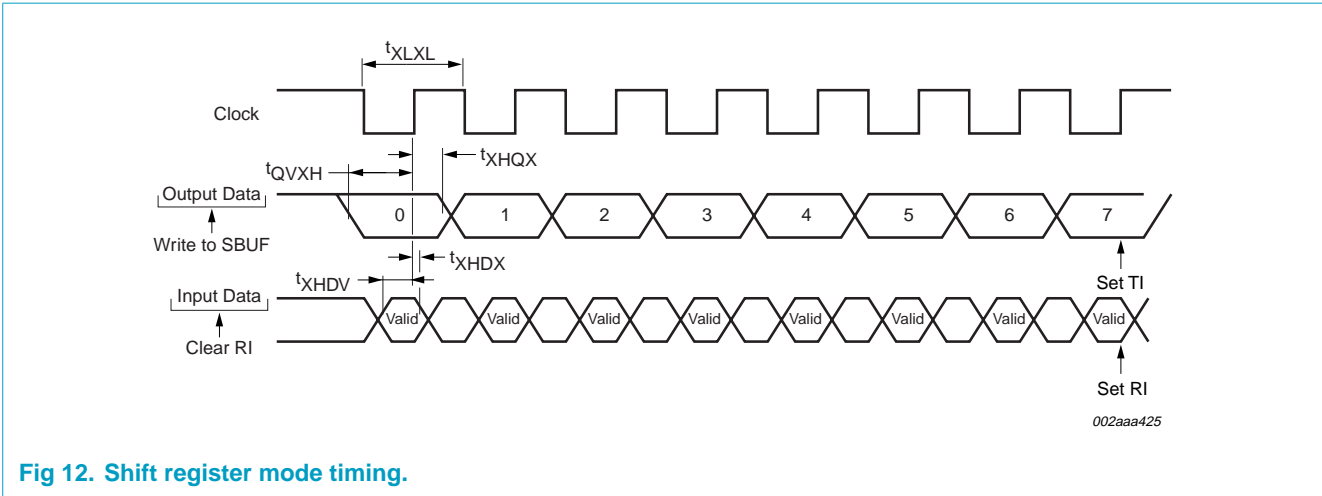 tXLXL
Clock
tXHQX
tQVXH
Output Data
0 1 2 3 4 5 6 7
Write to SBUF
tXHDX
Set TI
tXHDV
Input Data
Valid Valid Valid Valid Valid Valid Valid Valid
Clear RI
Set RI
002aaa425
Fig 12. Shift register mode timing.